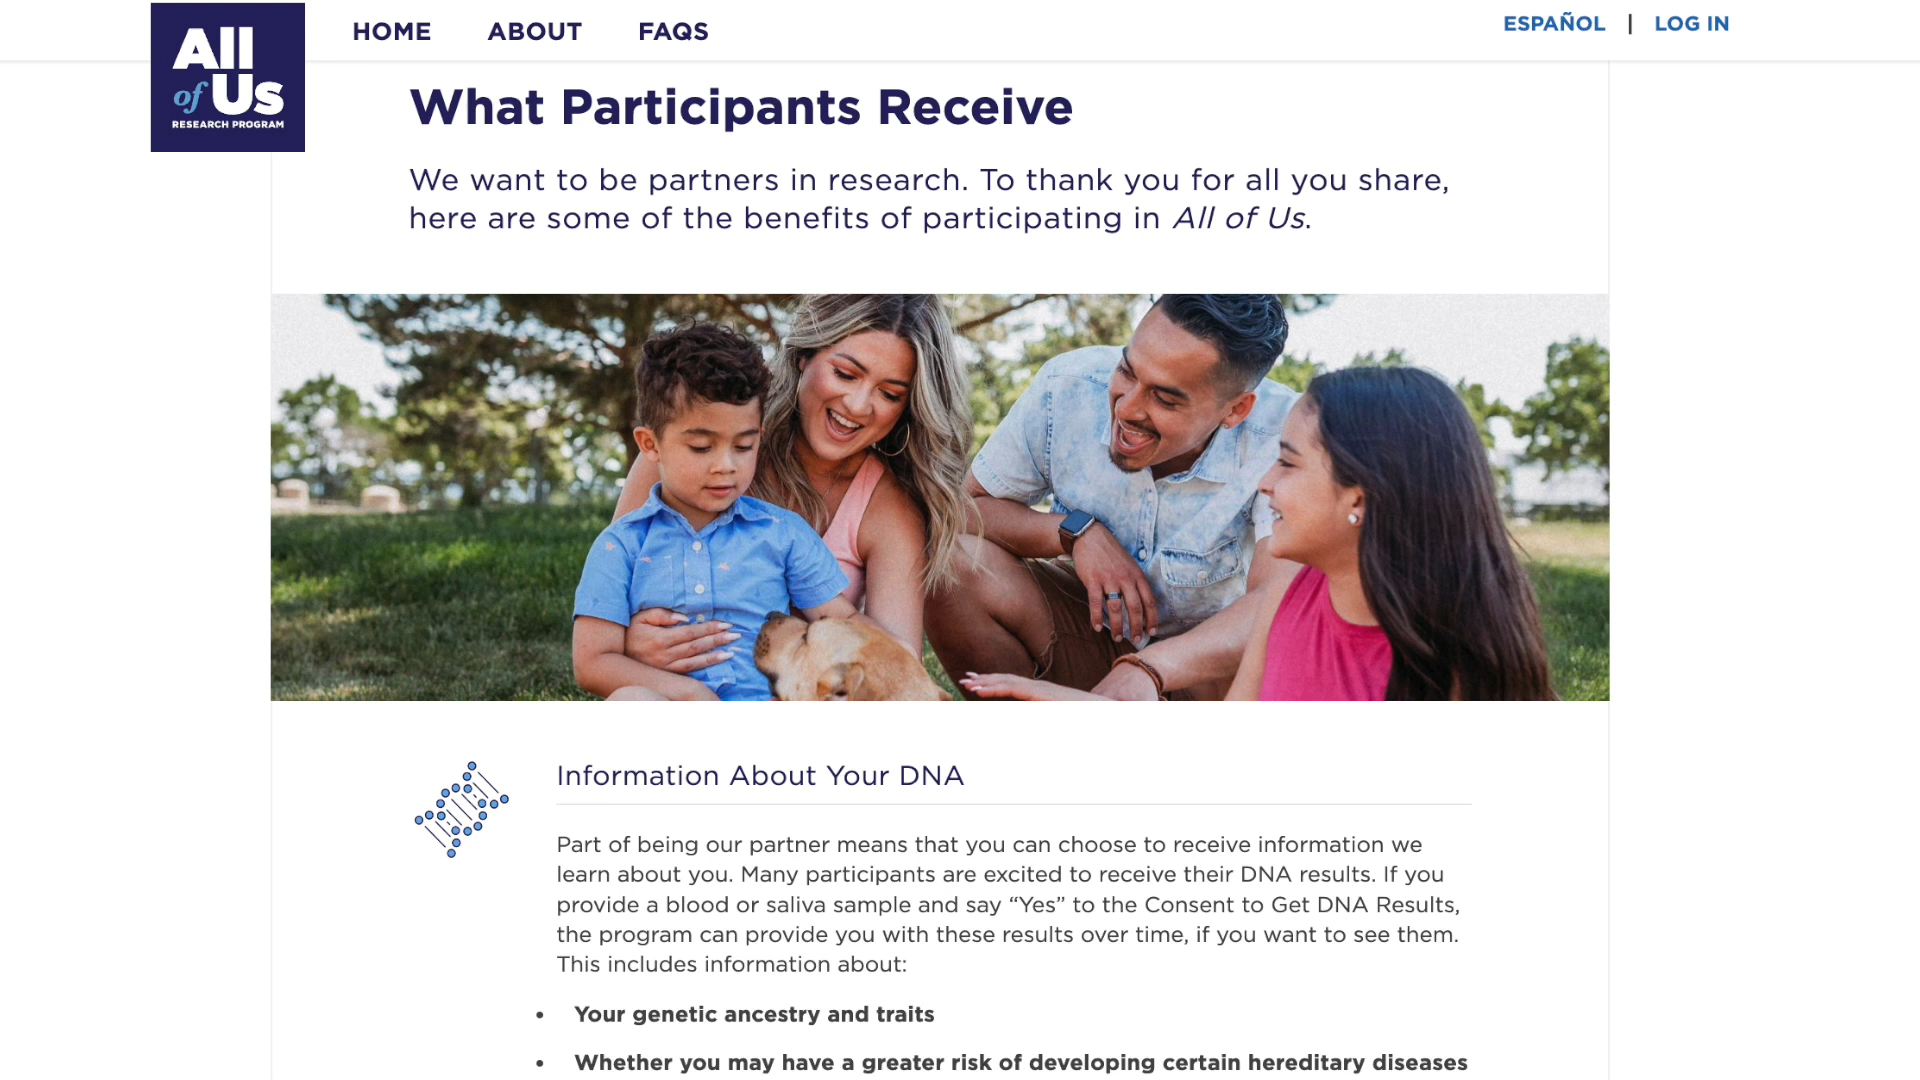 All
of Us
RESEARCH PROGRAM
HOME ABOUT FAQS
ESPAÑOL | LOG IN
What Participants Receive
We want to be partners in research. To thank you for all you share,
here are some of the benefits of participating in All of Us.
Information About Your DNA
Part of being our partner means that you can choose to receive information we
learn about you. Many participants are excited to receive their DNA results. If you
provide a blood or saliva sample and say “Yes” to the Consent to Get DNA Results,
the program can provide you with these results over time, if you want to see them.
This includes information about:
• Your genetic ancestry and traits
• Whether you may have a greater risk of developing certain hereditary diseases